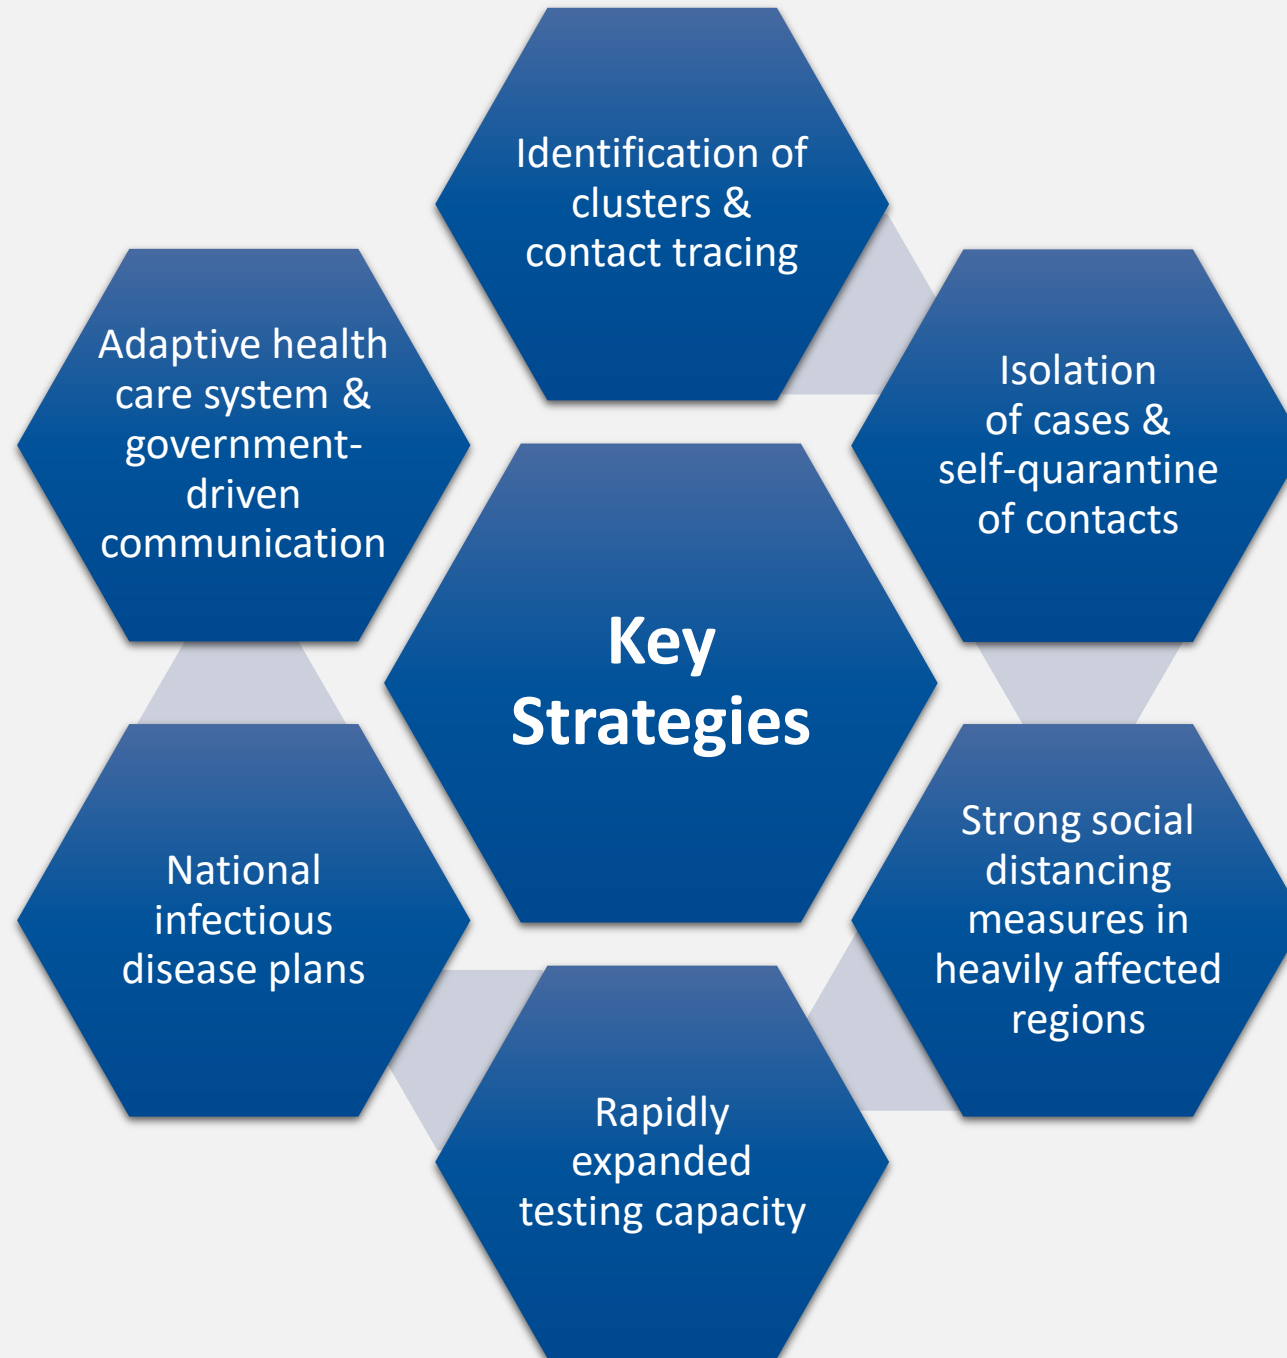 Identification of
clusters &
contact tracing
Isolation
of cases &
self-quarantine
of contacts
Strong social
distancing
measures in
heavily affected
regions
Rapidly
expanded
testing capacity
National
infectious
disease plans
Adaptive health
care system &
government-
driven
communication
Key
Strategies